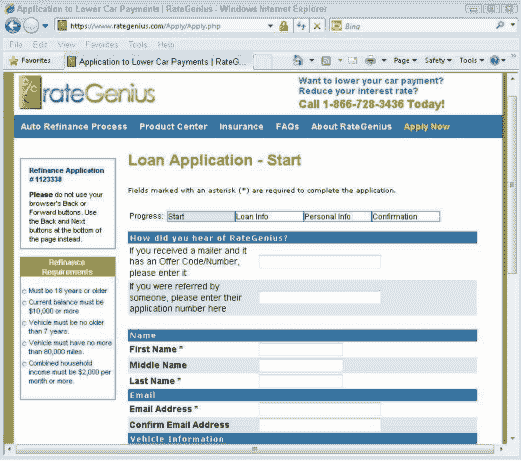 Application to Lower Car Payments | RateGenius - Windows Internet Explorer
https://www.rategenius.com/Apply/Apply.php
Bing
File Edit View Favorites Tools Help
Favorites
Application to Lower Car Payments | RateG...
Page Safety Tools
rateGenius
Want to lower your car payment?
Reduce your interest rate?
Call 1-866-728-3436 Today!
Auto Refinance Process Product Center Insurance FAQs About RateGenius Apply Now
Refinance Application
# 1123338
Please do not use your
browser's Back or
Forward buttons. Use
the Back and Next
buttons at the bottom of
the page instead.
Refinance
Requirements
Must be 18 years or older
Current balance must be
$10,000 or more
Vehicle must be no older
than 7 years.
Vehicle must have no more
than 80,000 miles.
Combined household
income must be $2,000 per
month or more.
Loan Application - Start
Fields marked with an asterisk (*) are required to complete the application.
Progress: Start Loan Info Personal Info Confirmation
How did you hear of RateGenius?
If you received a mailer and it
has an Offer Code/Number,
please enter it
If you were referred by
someone, please enter their
application number here
Name
First Name *
Middle Name
Last Name *
Email
Email Address *
Confirm Email Address
Vehicle Information